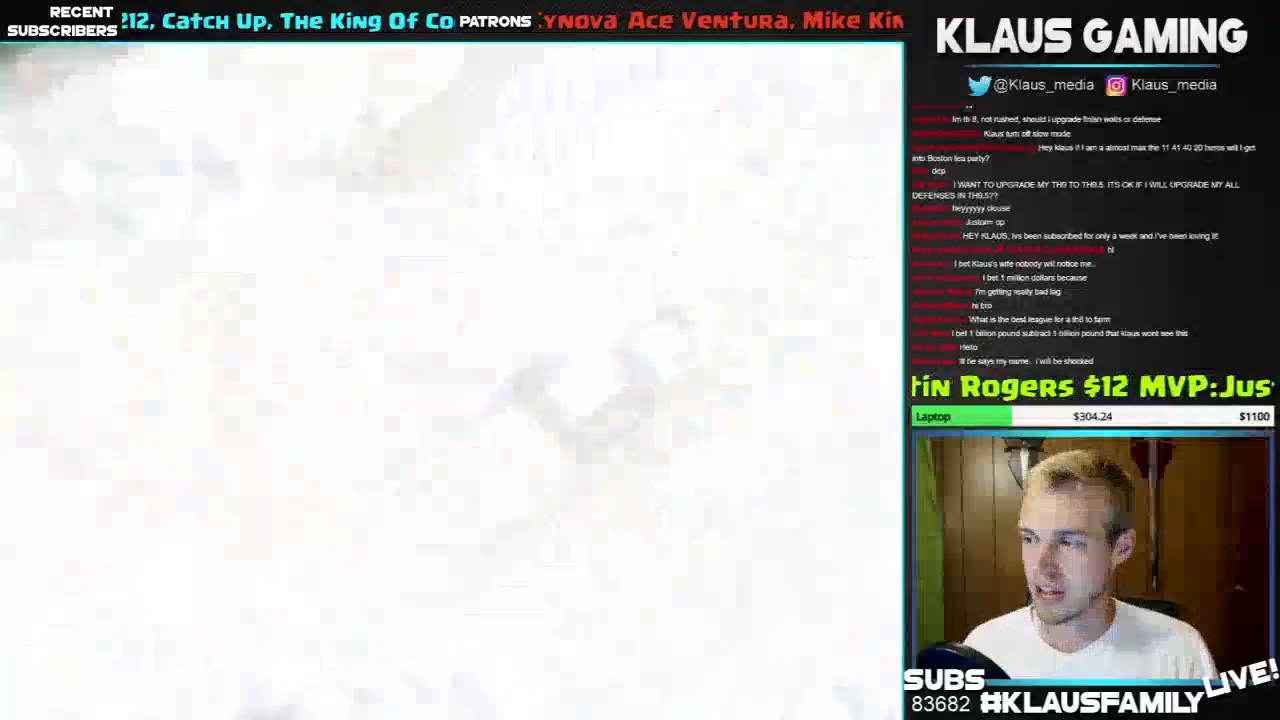 RECENT
SUBSCRIBERS
212, Catch Up, The King Of Co
PATRONS
ynova Ace Ventura, Mike Kin
KLAUS GAMING
@Klaus_media
Klaus_media
Im th 8, not rushed, should i upgrade finish walls or defense
Klaus turn off slow mode
Hey klaus if I am a almost max the 11 41 40 20 heros will I get
into Boston tea party?
dep
I WANT TO UPGRADE MY TH9 TO TH9.5. ITS OK IF I WILL UPGRADE MY ALL
DEFENSES IN TH9.5??
heyyyyyy clouse
op
HEY KLAUS, ivs been subscribed for only a week and i've been loving it!
hi
I bet Klaus's wife nobody will notice me..
I bet 1 million dollars because
I'm getting really bad lag
hi bro
What is the best league for a th8 to farm
I bet 1 billion pound subtract 1 billion pound that klaus wont see this
Hello
If he says my name.. i will be shocked
tin Rogers $12 MVP:Jus
Laptop
$304.24
$1100
SUBS
83682
#KLAUSFAMILY
LIVE!